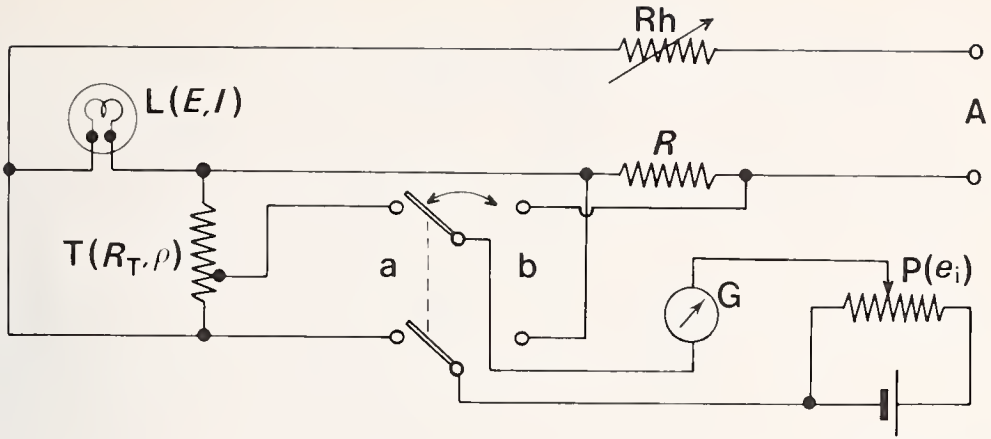 Rh
L(E,I)
A
R
T(R_T,ρ)
a
b
G
P(e_i)